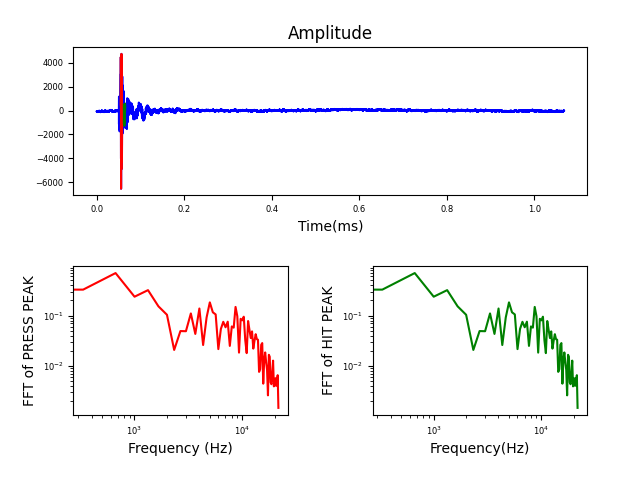 Amplitude
4000
2000
0
−2000
−4000
−6000
0.0 0.2 0.4 0.6 0.8 1.0
Time(ms)
FFT of PRESS PEAK
10⁻¹
10⁻²
10³ 10⁴
Frequency (Hz)
FFT of HIT PEAK
10⁻¹
10⁻²
10³ 10⁴
Frequency(Hz)